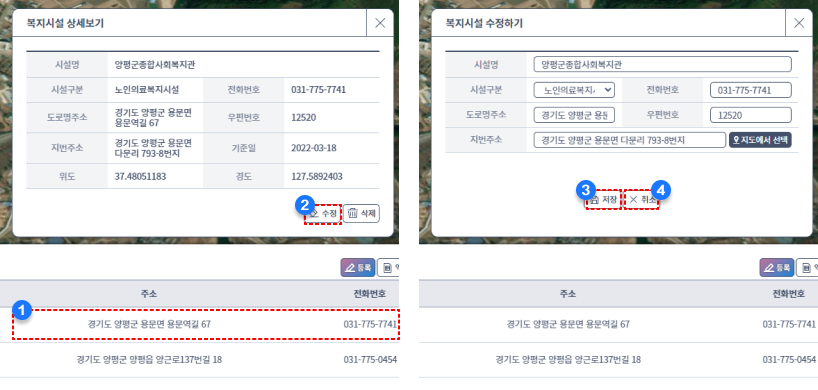 복지시설 상세보기
시설명 양평군종합사회복지관
시설구분 노인의료복지시설 전화번호 031-775-7741
도로명주소 경기도 양평군 용문면 용문역길 67 우편번호 12520
지번주소 경기도 양평군 용문면 다문리 793-8번지 기준일 2022-03-18
위도 37.48051183 경도 127.5892403
2 수정 삭제
등록
주소 전화번호
1
경기도 양평군 용문면 용문역길 67 031-775-7741
경기도 양평군 양평읍 양근로137번길 18 031-775-0454
복지시설 수정하기
시설명 양평군종합사회복지관
시설구분 노인의료복지 전화번호 031-775-7741
도로명주소 경기도 양평군 용문 우편번호 12520
지번주소 경기도 양평군 용문면 다문리 793-8번지 지도에서 선택
3 저장 4 취소
등록
주소 전화번호
경기도 양평군 용문면 용문역길 67 031-775-7741
경기도 양평군 양평읍 양근로137번길 18 031-775-0454